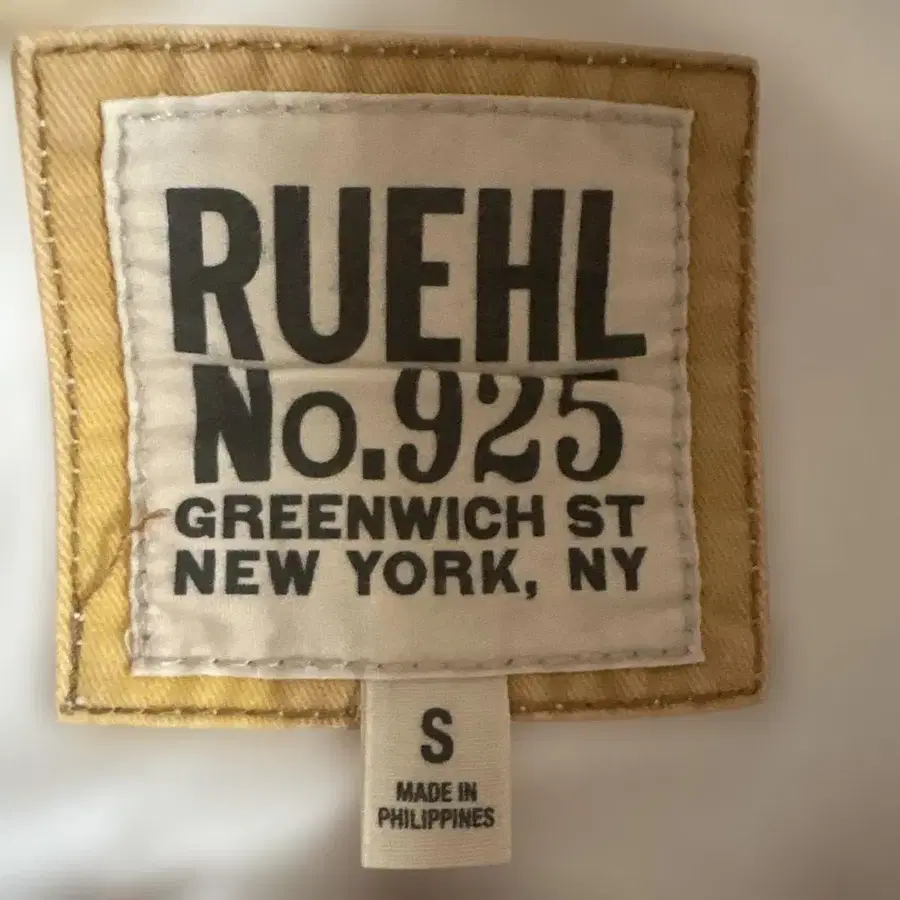 RUEHL
No.925
GREENWICH ST
NEW YORK, NY
S
MADE IN
PHILIPPINES